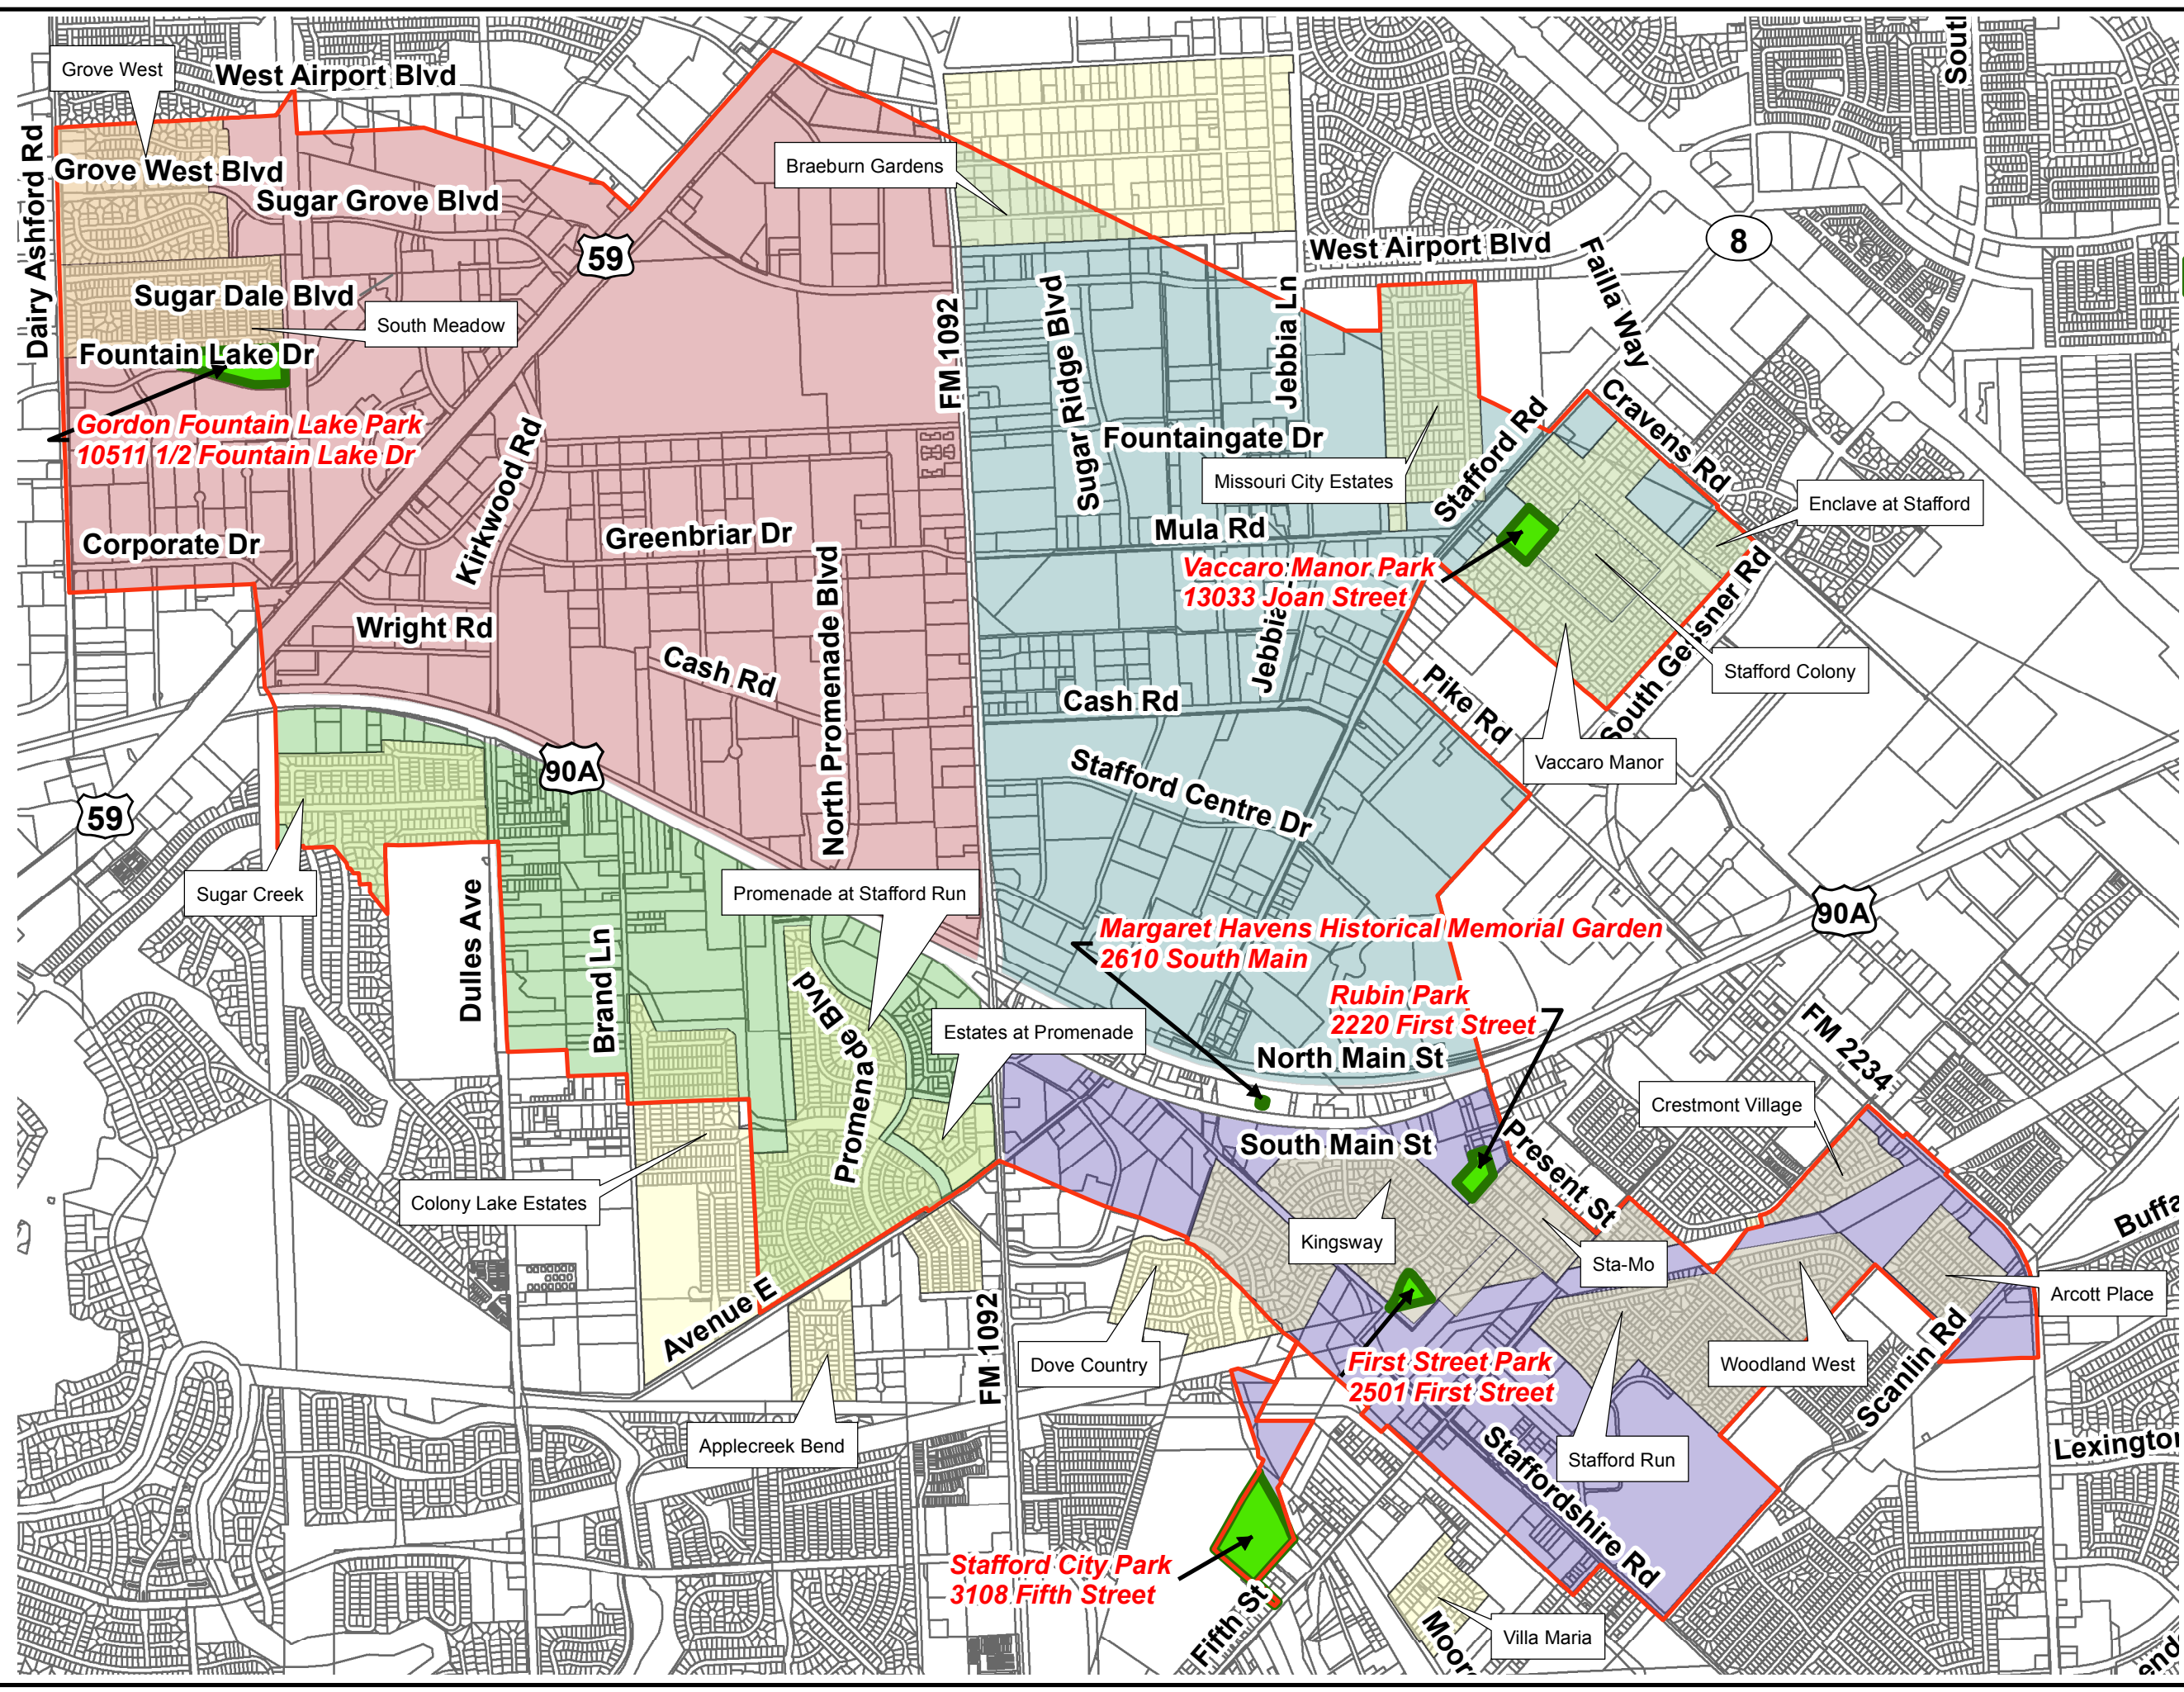 South
Grove West
West Airport Blvd
Dairy Ashford Rd
Grove West Blvd
Sugar Grove Blvd
Braeburn Gardens
59
West Airport Blvd
Failia Way
8
Sugar Dale Blvd
South Meadow
FM 1092
Sugar Ridge Blvd
Jebbia Ln
Fountain Lake Dr
Gordon Fountain Lake Park
10511 1/2 Fountain Lake Dr
Kirkwood Rd
Fountaingate Dr
Missouri City Estates
Stafford Rd
Cravens Rd
Enclave at Stafford
Corporate Dr
Greenbriar Dr
Mula Rd
Vaccaro Manor Park
13033 Joan Street
Wright Rd
Cash Rd
North Promenade Blvd
Jebbia
Cash Rd
Pike Rd
South Gessner Rd
Stafford Colony
Vaccaro Manor
90A
59
Stafford Centre Dr
Sugar Creek
Dulles Ave
Brand Ln
Promenade at Stafford Run
Margaret Havens Historical Memorial Garden
2610 South Main
90A
Rubin Park
2220 First Street
Promenade Blvd
Estates at Promenade
North Main St
FM 2234
Crestmont Village
South Main St
Present St
Colony Lake Estates
Kingsway
Sta-Mo
Buffa
Arcott Place
Avenue E
FM 1092
Dove Country
First Street Park
2501 First Street
Woodland West
Scanlin Rd
Applecreek Bend
Stafford Run
Lexington
Staffordshire Rd
Stafford City Park
3108 Fifth Street
Fifth St
Moor
Villa Maria
end